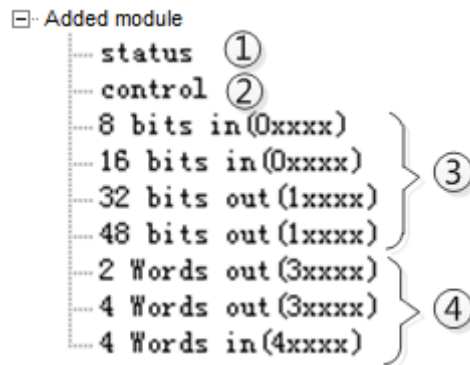 Added module
status ①
control ②
8 bits in(0xxxx)
16 bits in(0xxxx)
32 bits out(1xxxx)
48 bits out(1xxxx)
③
2 Words out(3xxxx)
4 Words out(3xxxx)
4 Words in(4xxxx)
④